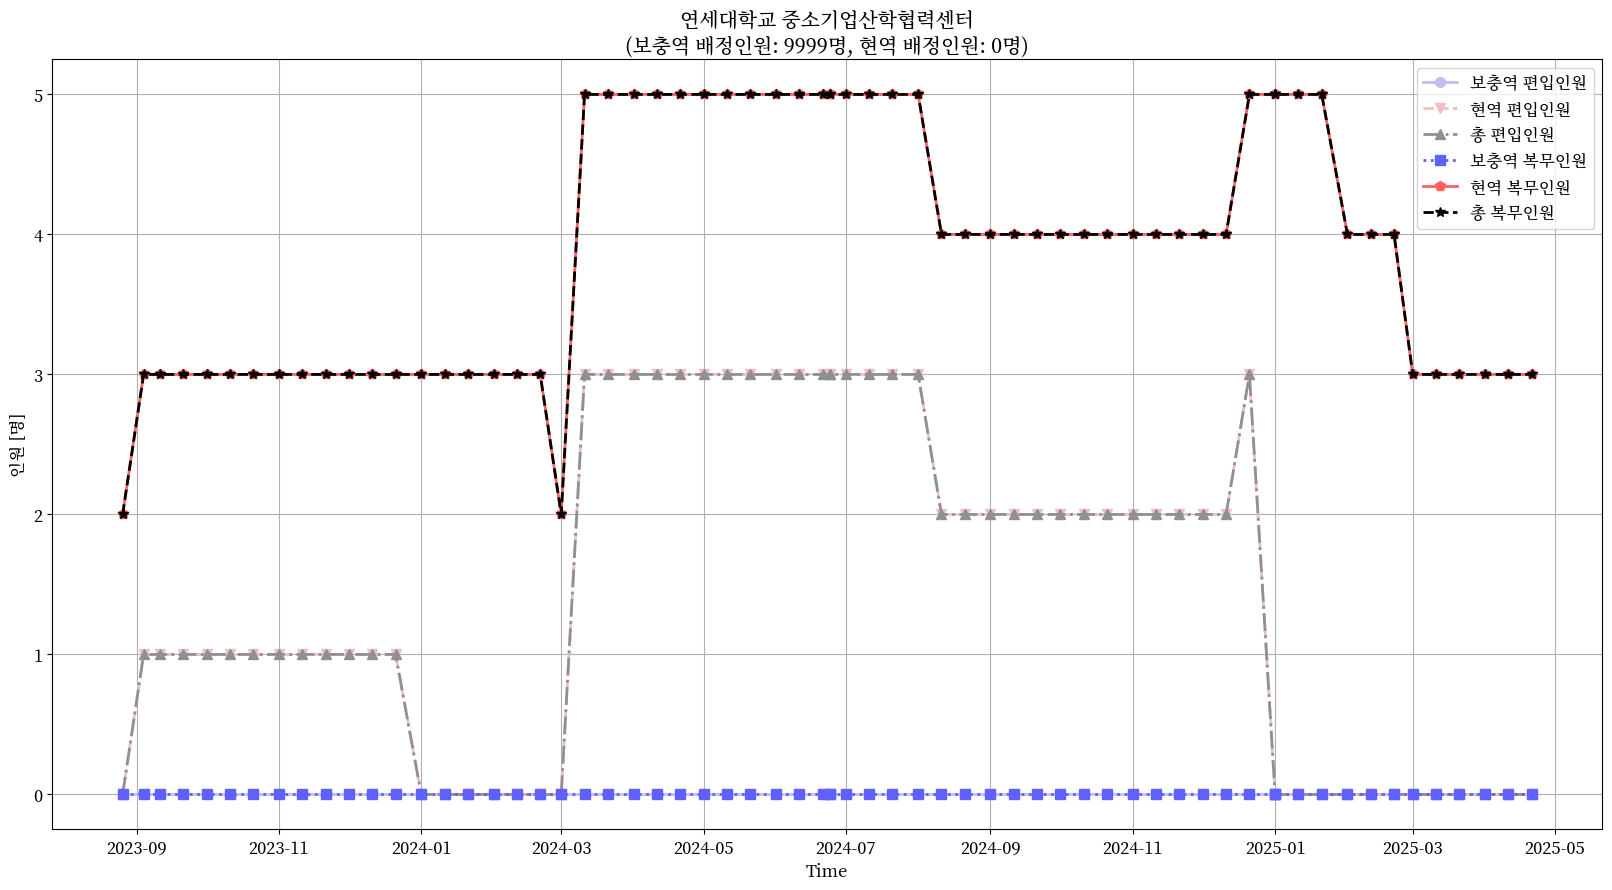 연세대학교 중소기업산학협력센터
(보충역 배정인원: 9999명, 현역 배정인원: 0명)
보충역 편입인원
현역 편입인원
총 편입인원
보충역 복무인원
현역 복무인원
총 복무인원
인원 [명]
5
4
3
2
1
0
2023-09
2023-11
2024-01
2024-03
2024-05
2024-07
2024-09
2024-11
2025-01
2025-03
2025-05
Time